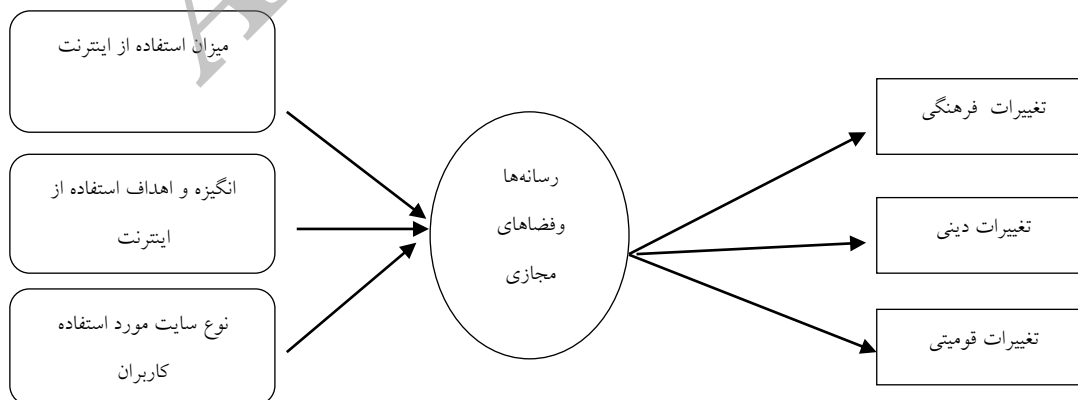 میزان استفاده از اینترنت
انگیزه و اهداف استفاده از
اینترنت
نوع سایت مورد استفاده
کاربران
رسانه‌ها
وفضاهای
مجازی
تغییرات فرهنگی
تغییرات دینی
تغییرات قومیتی